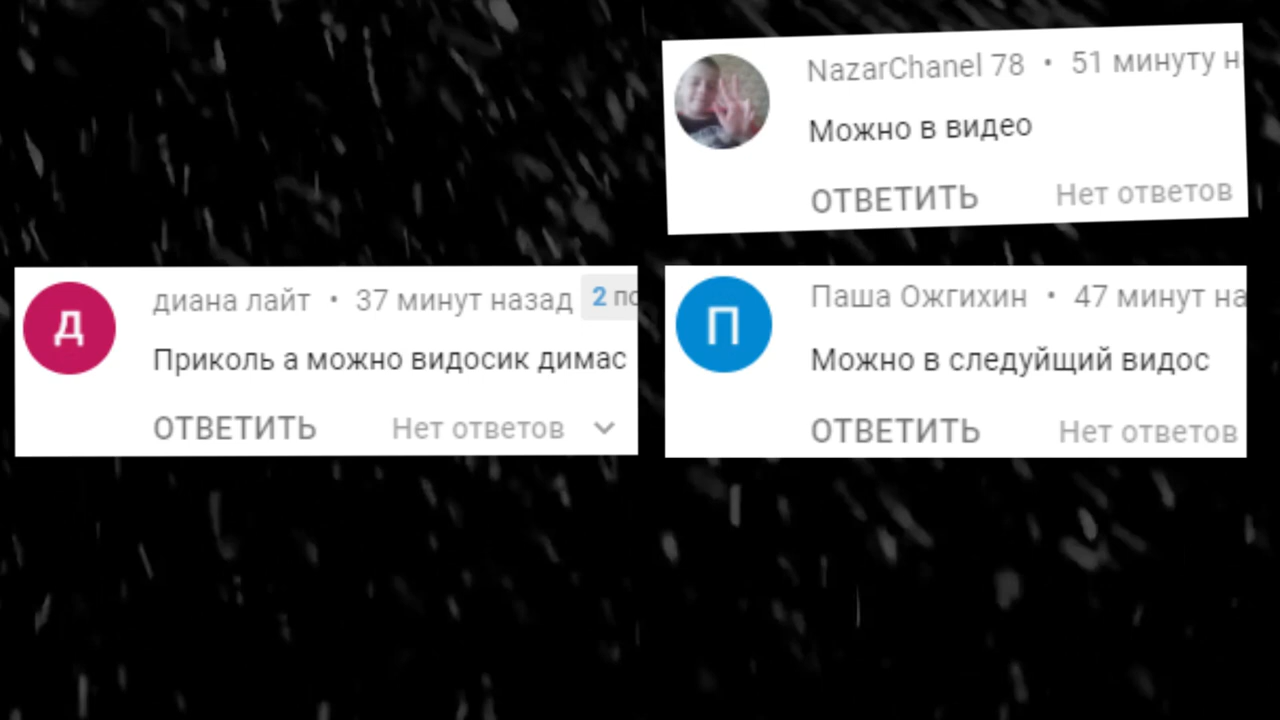 NazarChanel 78 • 51 минуту н
Можно в видео
ОТВЕТИТЬ Нет ответов
Д
диана лайт • 37 минут назад 2 по
Приколь а можно видосик димас
ОТВЕТИТЬ Нет ответов
П
Паша Ожгихин • 47 минут на
Можно в следуйщий видос
ОТВЕТИТЬ Нет ответов